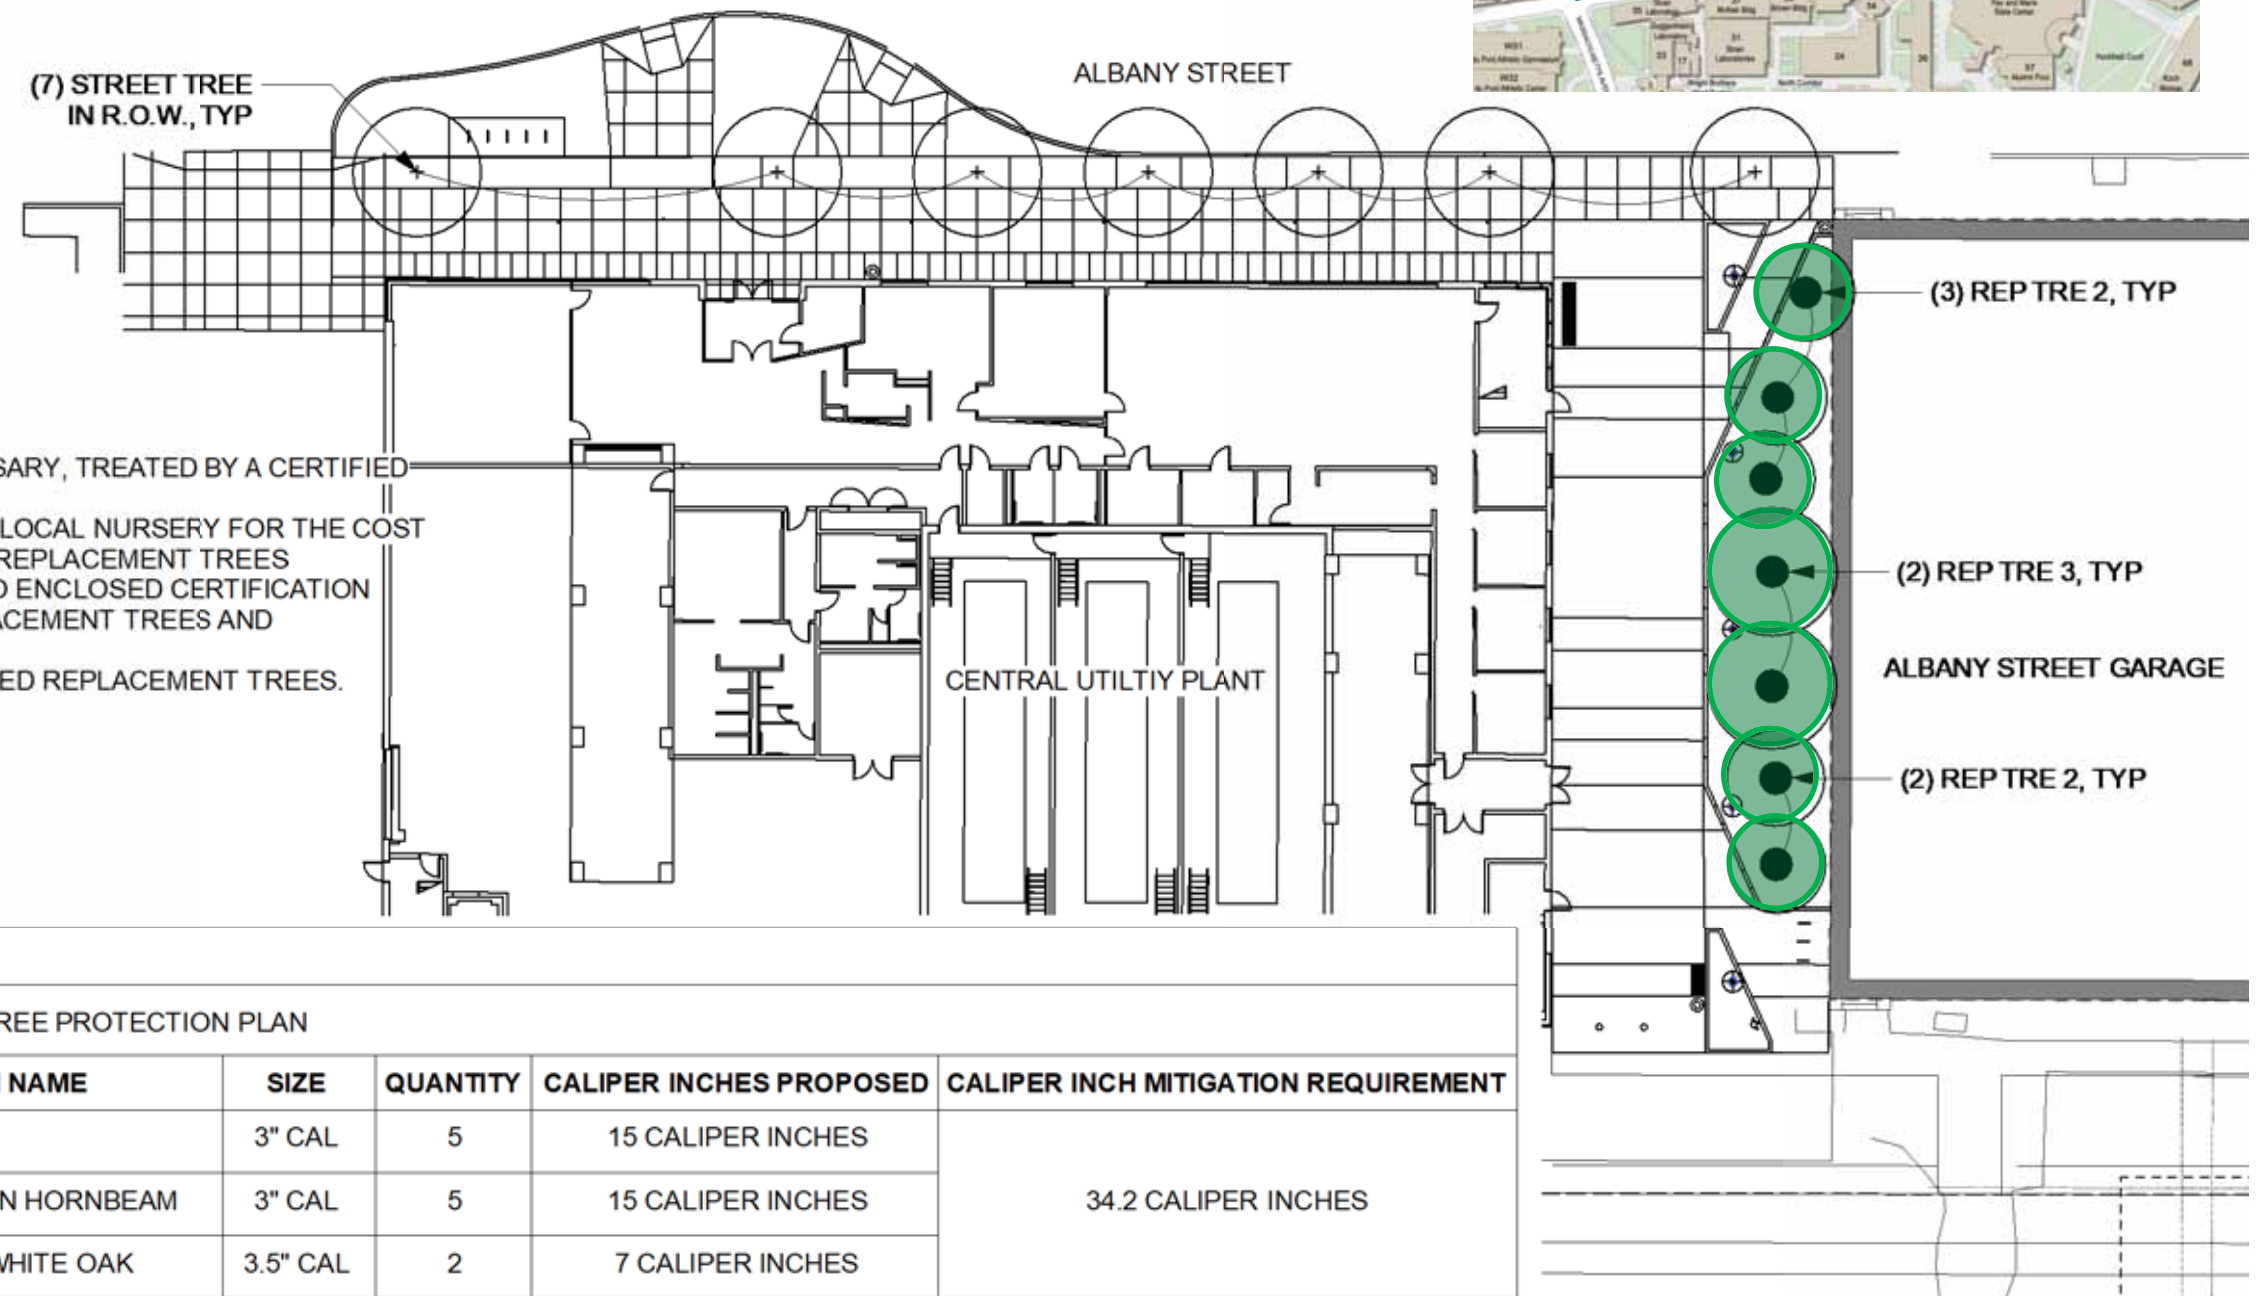 ALBANY STREET
(7) STREET TREE
IN R.O.W., TYP
(3) REP TRE 2, TYP
SARY, TREATED BY A CERTIFIED
LOCAL NURSERY FOR THE COST
REPLACEMENT TREES
D ENCLOSED CERTIFICATION
ACEMENT TREES AND
ED REPLACEMENT TREES.
CENTRAL UTILTIY PLANT
(2) REP TRE 3, TYP
ALBANY STREET GARAGE
(2) REP TRE 2, TYP
REE PROTECTION PLAN
NAME SIZE QUANTITY CALIPER INCHES PROPOSED CALIPER INCH MITIGATION REQUIREMENT
3" CAL 5 15 CALIPER INCHES
N HORNBEAM 3" CAL 5 15 CALIPER INCHES
34.2 CALIPER INCHES
WHITE OAK 3.5" CAL 2 7 CALIPER INCHES